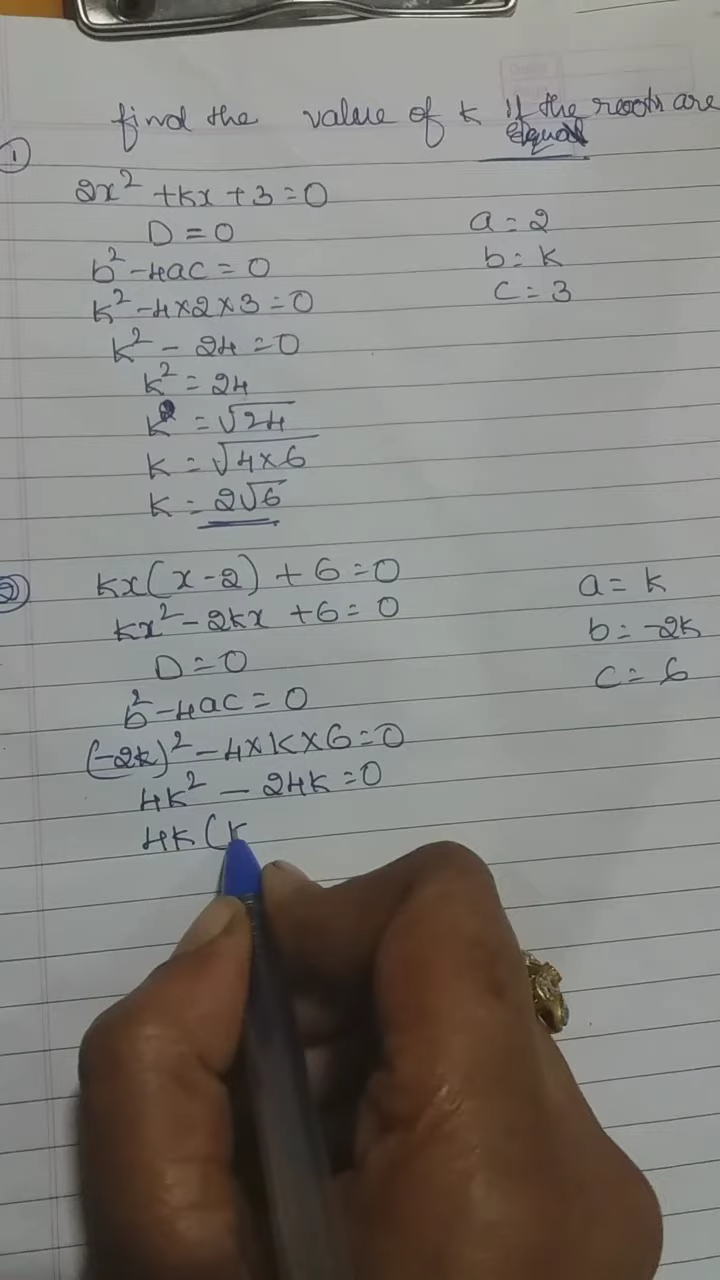 find the value of k if the roots are
equal
1
2x² + kx + 3 = 0
D = 0
a = 2
b² - 4ac = 0
b = k
k² - 4×2×3 = 0
c = 3
k² - 24 = 0
k² = 24
k = √24
k = √4×6
k = 2√6
2
kx(x-2) + 6 = 0
a = k
kx² - 2kx + 6 = 0
b = -2k
D = 0
c = 6
b² - 4ac = 0
(-2k)² - 4×k×6 = 0
4k² - 24k = 0
4k (k